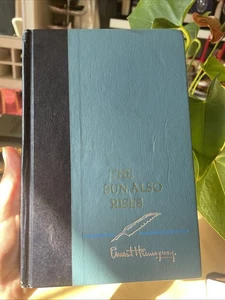 THE
SUN ALSO
RISES
Ernest Hemingway